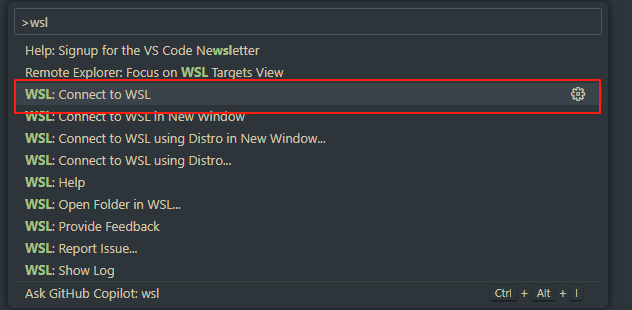 >wsl
Help: Signup for the VS Code Newsletter
Remote Explorer: Focus on WSL Targets View
WSL: Connect to WSL
WSL: Connect to WSL in New Window
WSL: Connect to WSL using Distro in New Window...
WSL: Connect to WSL using Distro...
WSL: Help
WSL: Open Folder in WSL...
WSL: Provide Feedback
WSL: Report Issue...
WSL: Show Log
Ask GitHub Copilot: wsl Ctrl + Alt + I